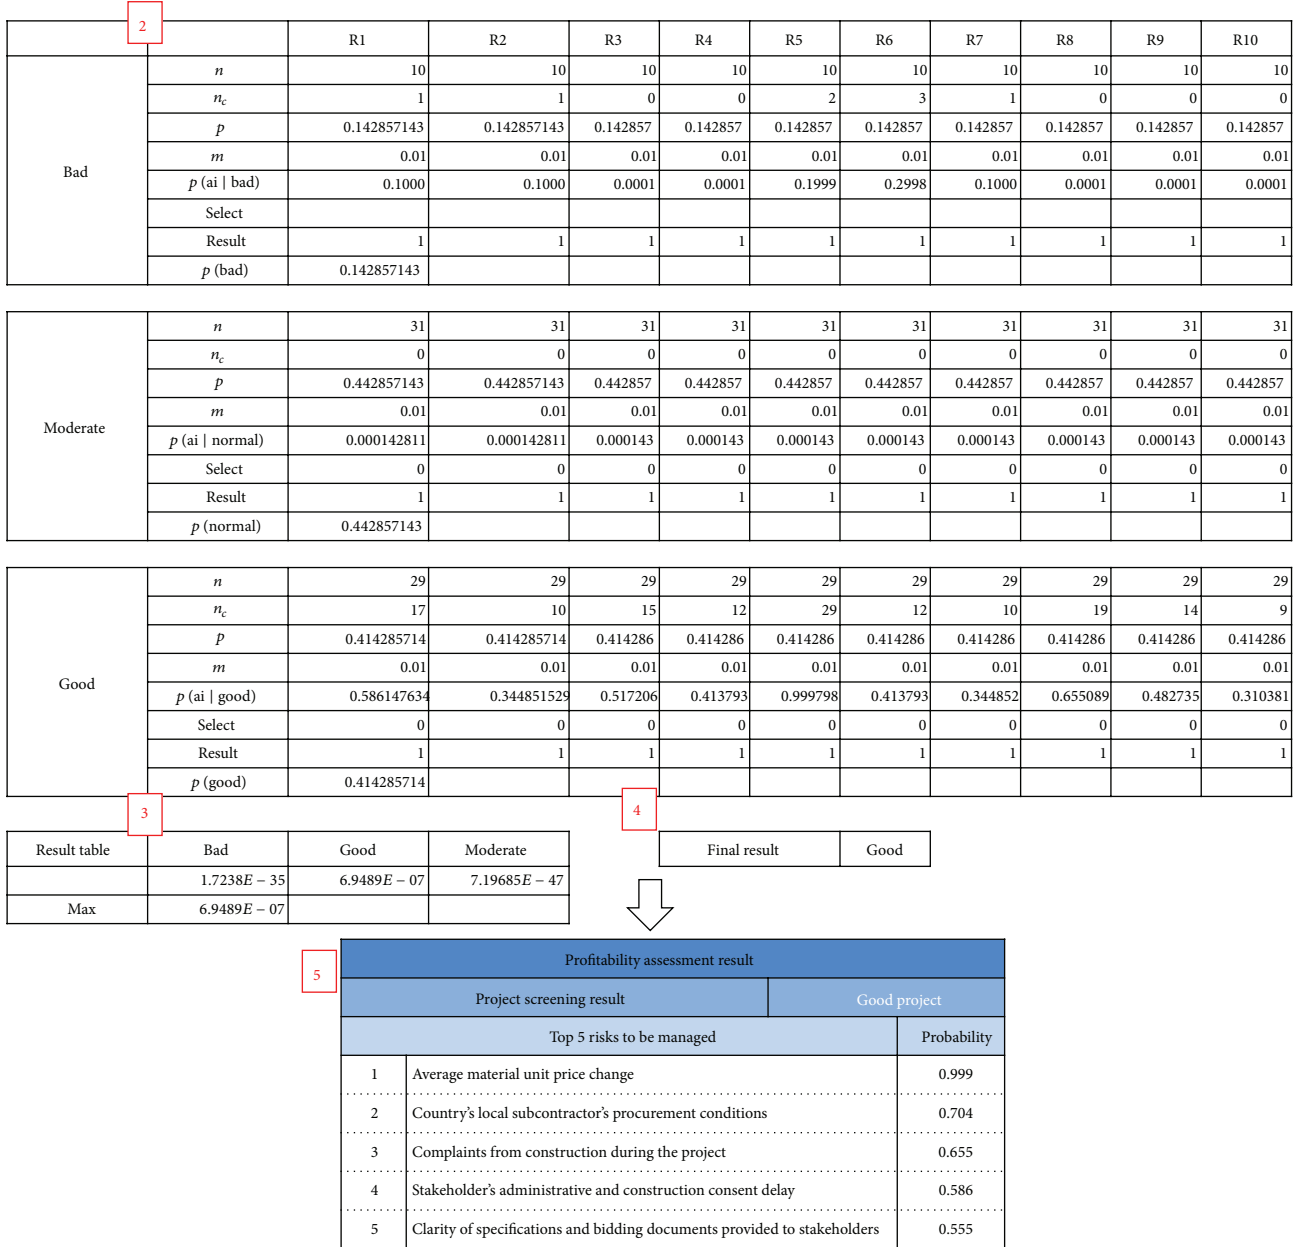 2
R1 R2 R3 R4 R5 R6 R7 R8 R9 R10
Bad
n 10 10 10 10 10 10 10 10 10 10
n_c 1 1 0 0 2 3 1 0 0 0
p 0.142857143 0.142857143 0.142857 0.142857 0.142857 0.142857 0.142857 0.142857 0.142857 0.142857
m 0.01 0.01 0.01 0.01 0.01 0.01 0.01 0.01 0.01 0.01
p (ai | bad) 0.1000 0.1000 0.0001 0.0001 0.1999 0.2998 0.1000 0.0001 0.0001 0.0001
Select
Result 1 1 1 1 1 1 1 1 1 1
p (bad) 0.142857143
Moderate
n 31 31 31 31 31 31 31 31 31 31
n_c 0 0 0 0 0 0 0 0 0 0
p 0.442857143 0.442857143 0.442857 0.442857 0.442857 0.442857 0.442857 0.442857 0.442857 0.442857
m 0.01 0.01 0.01 0.01 0.01 0.01 0.01 0.01 0.01 0.01
p (ai | normal) 0.000142811 0.000142811 0.000143 0.000143 0.000143 0.000143 0.000143 0.000143 0.000143 0.000143
Select 0 0 0 0 0 0 0 0 0 0
Result 1 1 1 1 1 1 1 1 1 1
p (normal) 0.442857143
Good
n 29 29 29 29 29 29 29 29 29 29
n_c 17 10 15 12 29 12 10 19 14 9
p 0.414285714 0.414285714 0.414286 0.414286 0.414286 0.414286 0.414286 0.414286 0.414286 0.414286
m 0.01 0.01 0.01 0.01 0.01 0.01 0.01 0.01 0.01 0.01
p (ai | good) 0.586147634 0.344851529 0.517206 0.413793 0.999798 0.413793 0.344852 0.655089 0.482735 0.310381
Select 0 0 0 0 0 0 0 0 0 0
Result 1 1 1 1 1 1 1 1 1 1
p (good) 0.414285714
3
4
Result table Bad Good Moderate
1.7238E − 35 6.9489E − 07 7.19685E − 47
Max 6.9489E − 07
Final result Good
5
Profitability assessment result
Project screening result Good project
Top 5 risks to be managed Probability
1 Average material unit price change 0.999
2 Country's local subcontractor's procurement conditions 0.704
3 Complaints from construction during the project 0.655
4 Stakeholder's administrative and construction consent delay 0.586
5 Clarity of specifications and bidding documents provided to stakeholders 0.555